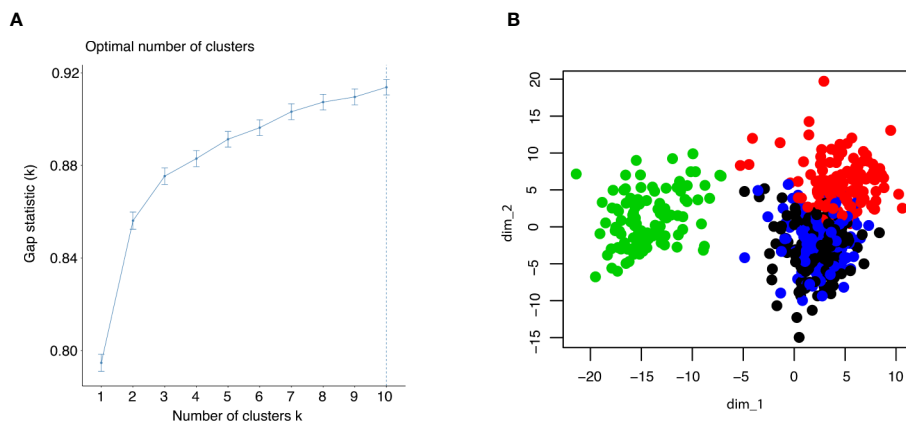 A
Optimal number of clusters
0.92
0.88
0.84
0.80
Gap statistic (k)
1 2 3 4 5 6 7 8 9 10
Number of clusters k
B
20
15
10
5
0
−5
−10
−15
dim_2
−20 −15 −10 −5 0 5 10
dim_1